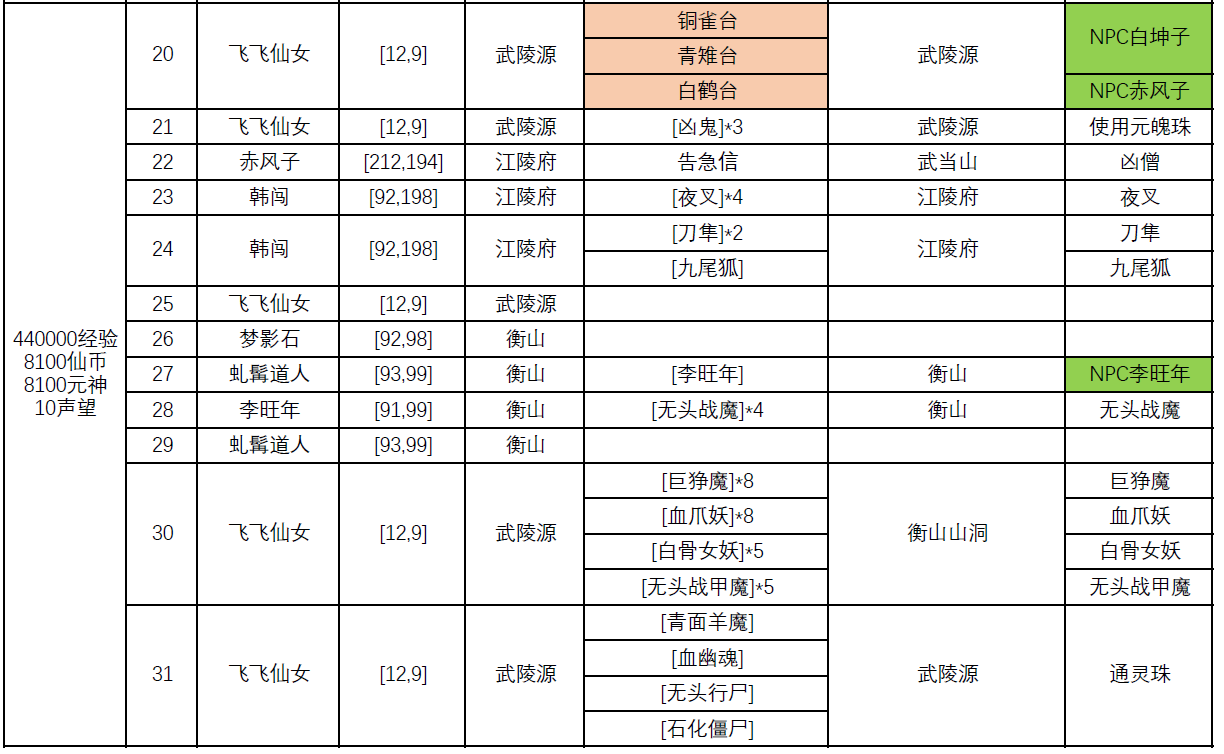 440000经验
8100仙币
8100元神
10声望
20 飞飞仙女 [12,9] 武陵源 铜雀台 武陵源 NPC白坤子
青雉台
白鹤台 NPC赤风子
21 飞飞仙女 [12,9] 武陵源 [凶鬼]*3 武陵源 使用元魄珠
22 赤风子 [212,194] 江陵府 告急信 武当山 凶僧
23 韩闯 [92,198] 江陵府 [夜叉]*4 江陵府 夜叉
24 韩闯 [92,198] 江陵府 [刀隼]*2 江陵府 刀隼
[九尾狐] 九尾狐
25 飞飞仙女 [12,9] 武陵源
26 梦影石 [92,98] 衡山
27 虬髯道人 [93,99] 衡山 [李旺年] 衡山 NPC李旺年
28 李旺年 [91,99] 衡山 [无头战魔]*4 衡山 无头战魔
29 虬髯道人 [93,99] 衡山
30 飞飞仙女 [12,9] 武陵源 [巨狰魔]*8 衡山山洞 巨狰魔
[血爪妖]*8 血爪妖
[白骨女妖]*5 白骨女妖
[无头战甲魔]*5 无头战甲魔
31 飞飞仙女 [12,9] 武陵源 [青面羊魔] 武陵源 通灵珠
[血幽魂]
[无头行尸]
[石化僵尸]